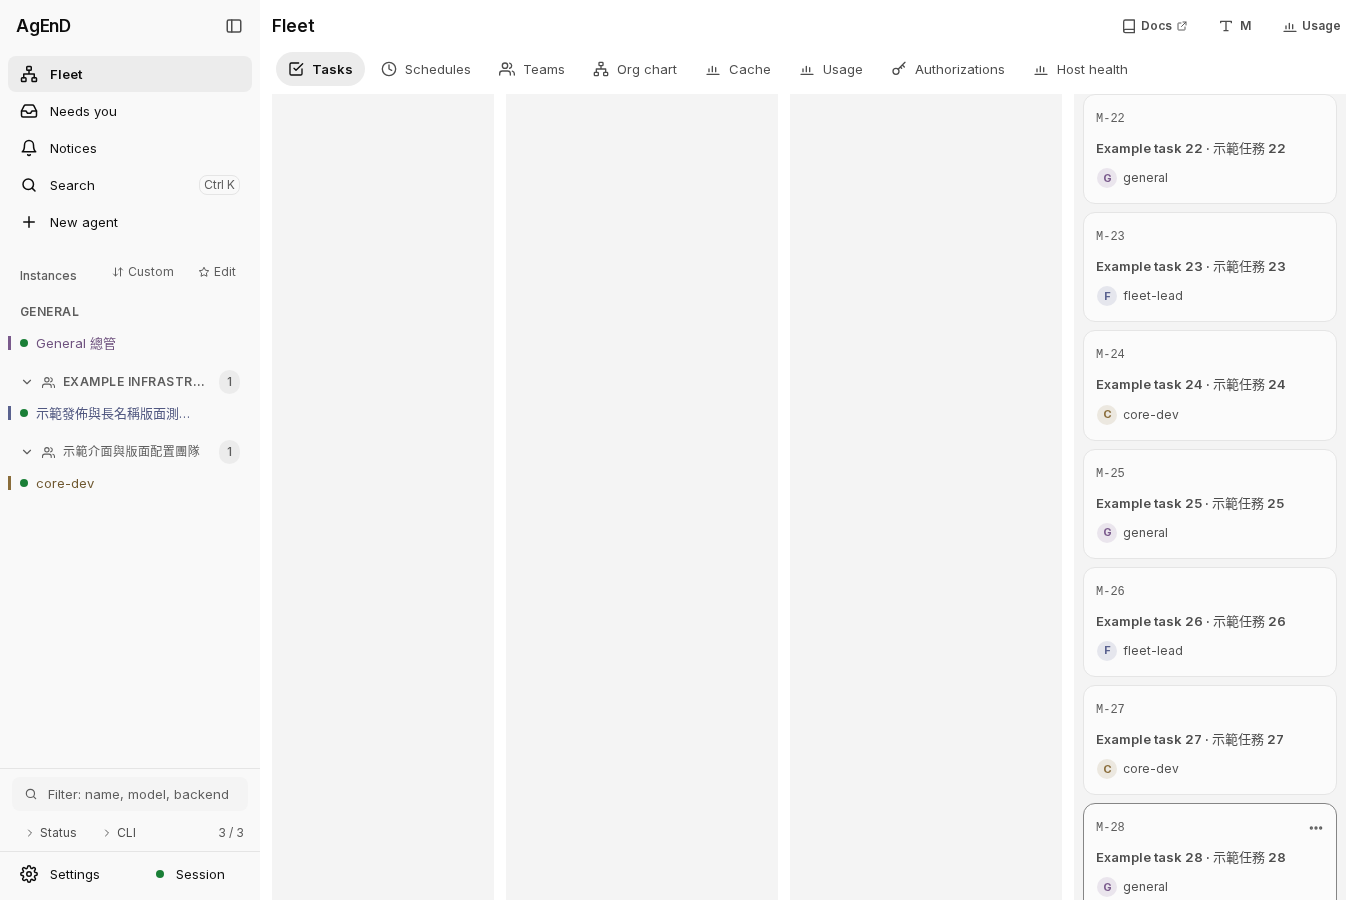 AgEnD
Fleet
Needs you
Notices
Search
Ctrl K
New agent
Instances
Custom
Edit
GENERAL
General 總管
EXAMPLE INFRASTR...
1
示範發佈與長名稱版面測...
示範介面與版面配置團隊
1
core-dev
Filter: name, model, backend
Status
CLI
3 / 3
Settings
Session
Fleet
Docs
M
Usage
Tasks
Schedules
Teams
Org chart
Cache
Usage
Authorizations
Host health
M-22
Example task 22 · 示範任務 22
G general
M-23
Example task 23 · 示範任務 23
F fleet-lead
M-24
Example task 24 · 示範任務 24
C core-dev
M-25
Example task 25 · 示範任務 25
G general
M-26
Example task 26 · 示範任務 26
F fleet-lead
M-27
Example task 27 · 示範任務 27
C core-dev
M-28
Example task 28 · 示範任務 28
G general